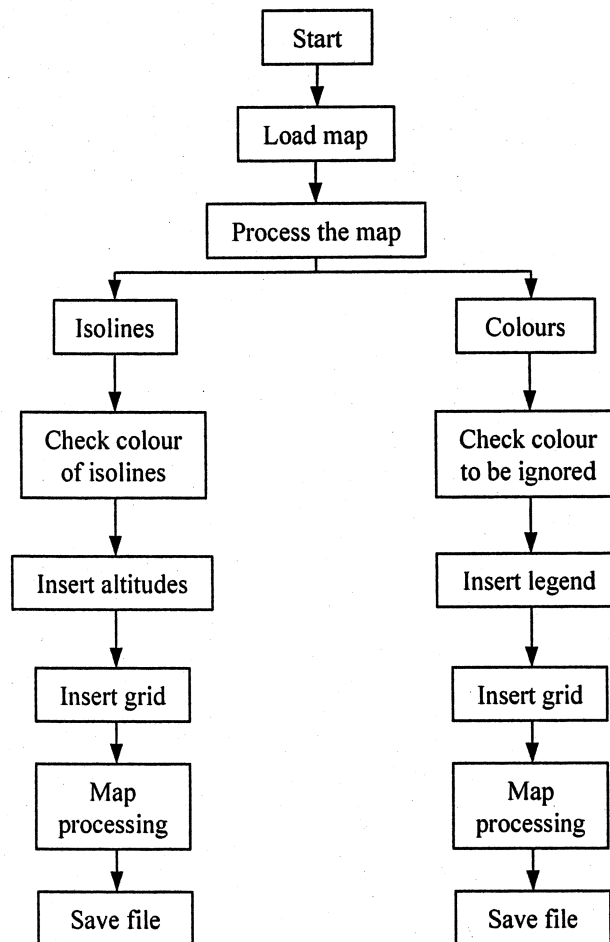 Start
Load map
Process the map
Isolines
Colours
Check colour
of isolines
Check colour
to be ignored
Insert altitudes
Insert legend
Insert grid
Insert grid
Map
processing
Map
processing
Save file
Save file